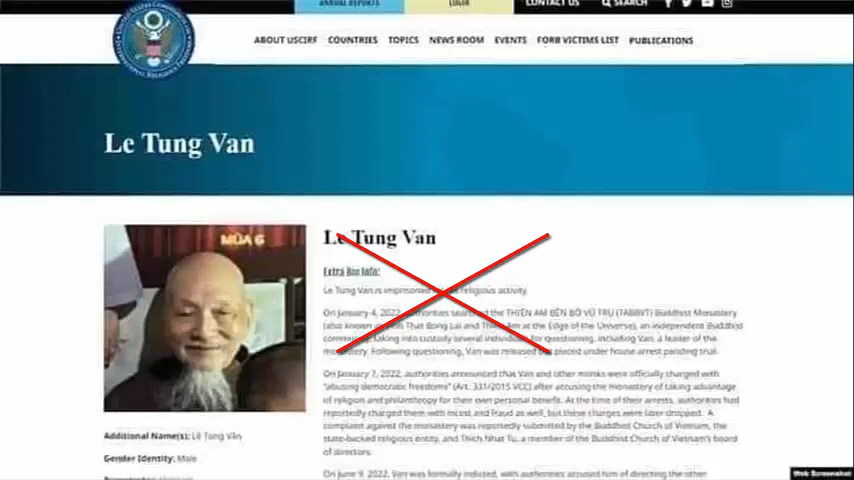 ANNUAL REPORTS
LOGIN
CONTACT US
SEARCH
ABOUT USCIRF
COUNTRIES
TOPICS
NEWS ROOM
EVENTS
FORB VICTIMS LIST
PUBLICATIONS
Le Tung Van
MÙA G
Le Tung Van
Extra Bio Info:
Le Tung Van is imprisoned religious activity.
On January 4, 2022, authorities searched the THIỀN AM BÊN BỜ VŨ TRỤ (TABBVT) Buddhist Monastery
(also known as Bong Lai and at the Edge of the Universe), an independent Buddhist
community, taking into custody several individuals for questioning, including Van, a leader of the
monastery. Following questioning, Van was released but placed under house arrest pending trial.
On January 7, 2022, authorities announced that Van and other monks were officially charged with
"abusing democratic freedoms" (Art. 331/2015 VCC) after accusing the monastery of taking advantage
of religion and philanthropy for their own personal benefit. At the time of their arrests, authorities had
reportedly charged them with incest and fraud as well, but these charges were later dropped. A
complaint against the monastery was reportedly submitted by the Buddhist Church of Vietnam, the
state-backed religious entity, and Thich Nhat Tu, a member of the Buddhist Church of Vietnam's board
of directors.
On June 9, 2022, Van was formally indicted, with authorities accused him of directing the other
Additional Name(s): Lê Tùng Vân
Gender Identity: Male
Web Screenshot